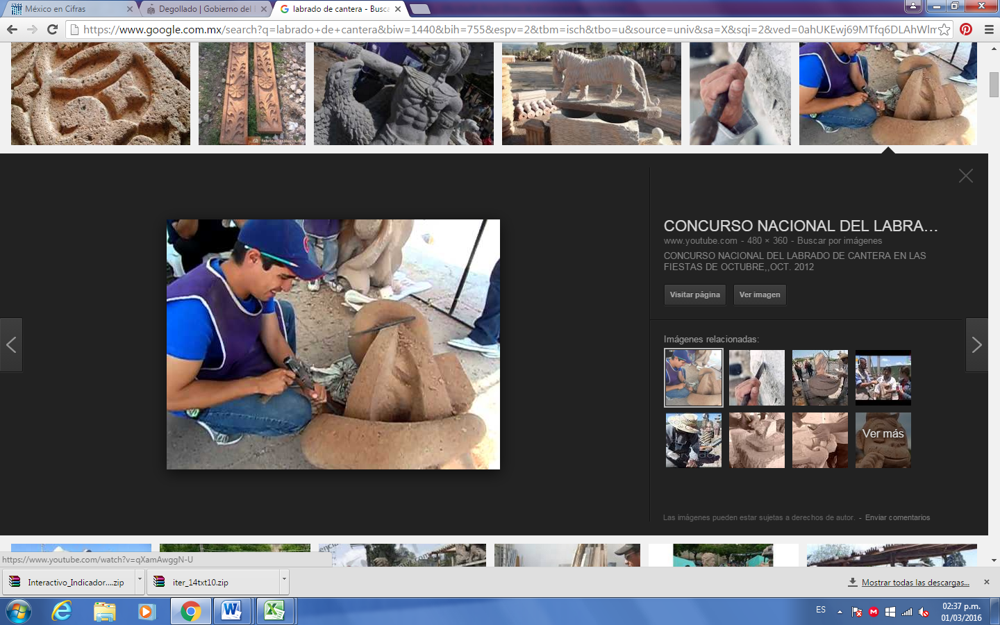 México en Cifras
Degollado | Gobierno del
labrado de cantera - Busca
https://www.google.com.mx/search?q=labrado+de+cantera&biw=1440&bih=755&espv=2&tbm=isch&tbo=u&source=univ&sa=X&sqi=2&ved=0ahUKEwj69MTfq6DLAhWlm
CONCURSO NACIONAL DEL LABRA…
www.youtube.com - 480 × 360 - Buscar por imágenes
CONCURSO NACIONAL DEL LABRADO DE CANTERA EN LAS
FIESTAS DE OCTUBRE,,OCT. 2012
Visitar página
Ver imagen
Imágenes relacionadas:
Ver más
Las imágenes pueden estar sujetas a derechos de autor. - Enviar comentarios
https://www.youtube.com/watch?v=qXamAwggN-U
Interactivo_Indicador....zip
iter_14txt10.zip
Mostrar todas las descargas...
ES
02:37 p.m.
01/03/2016